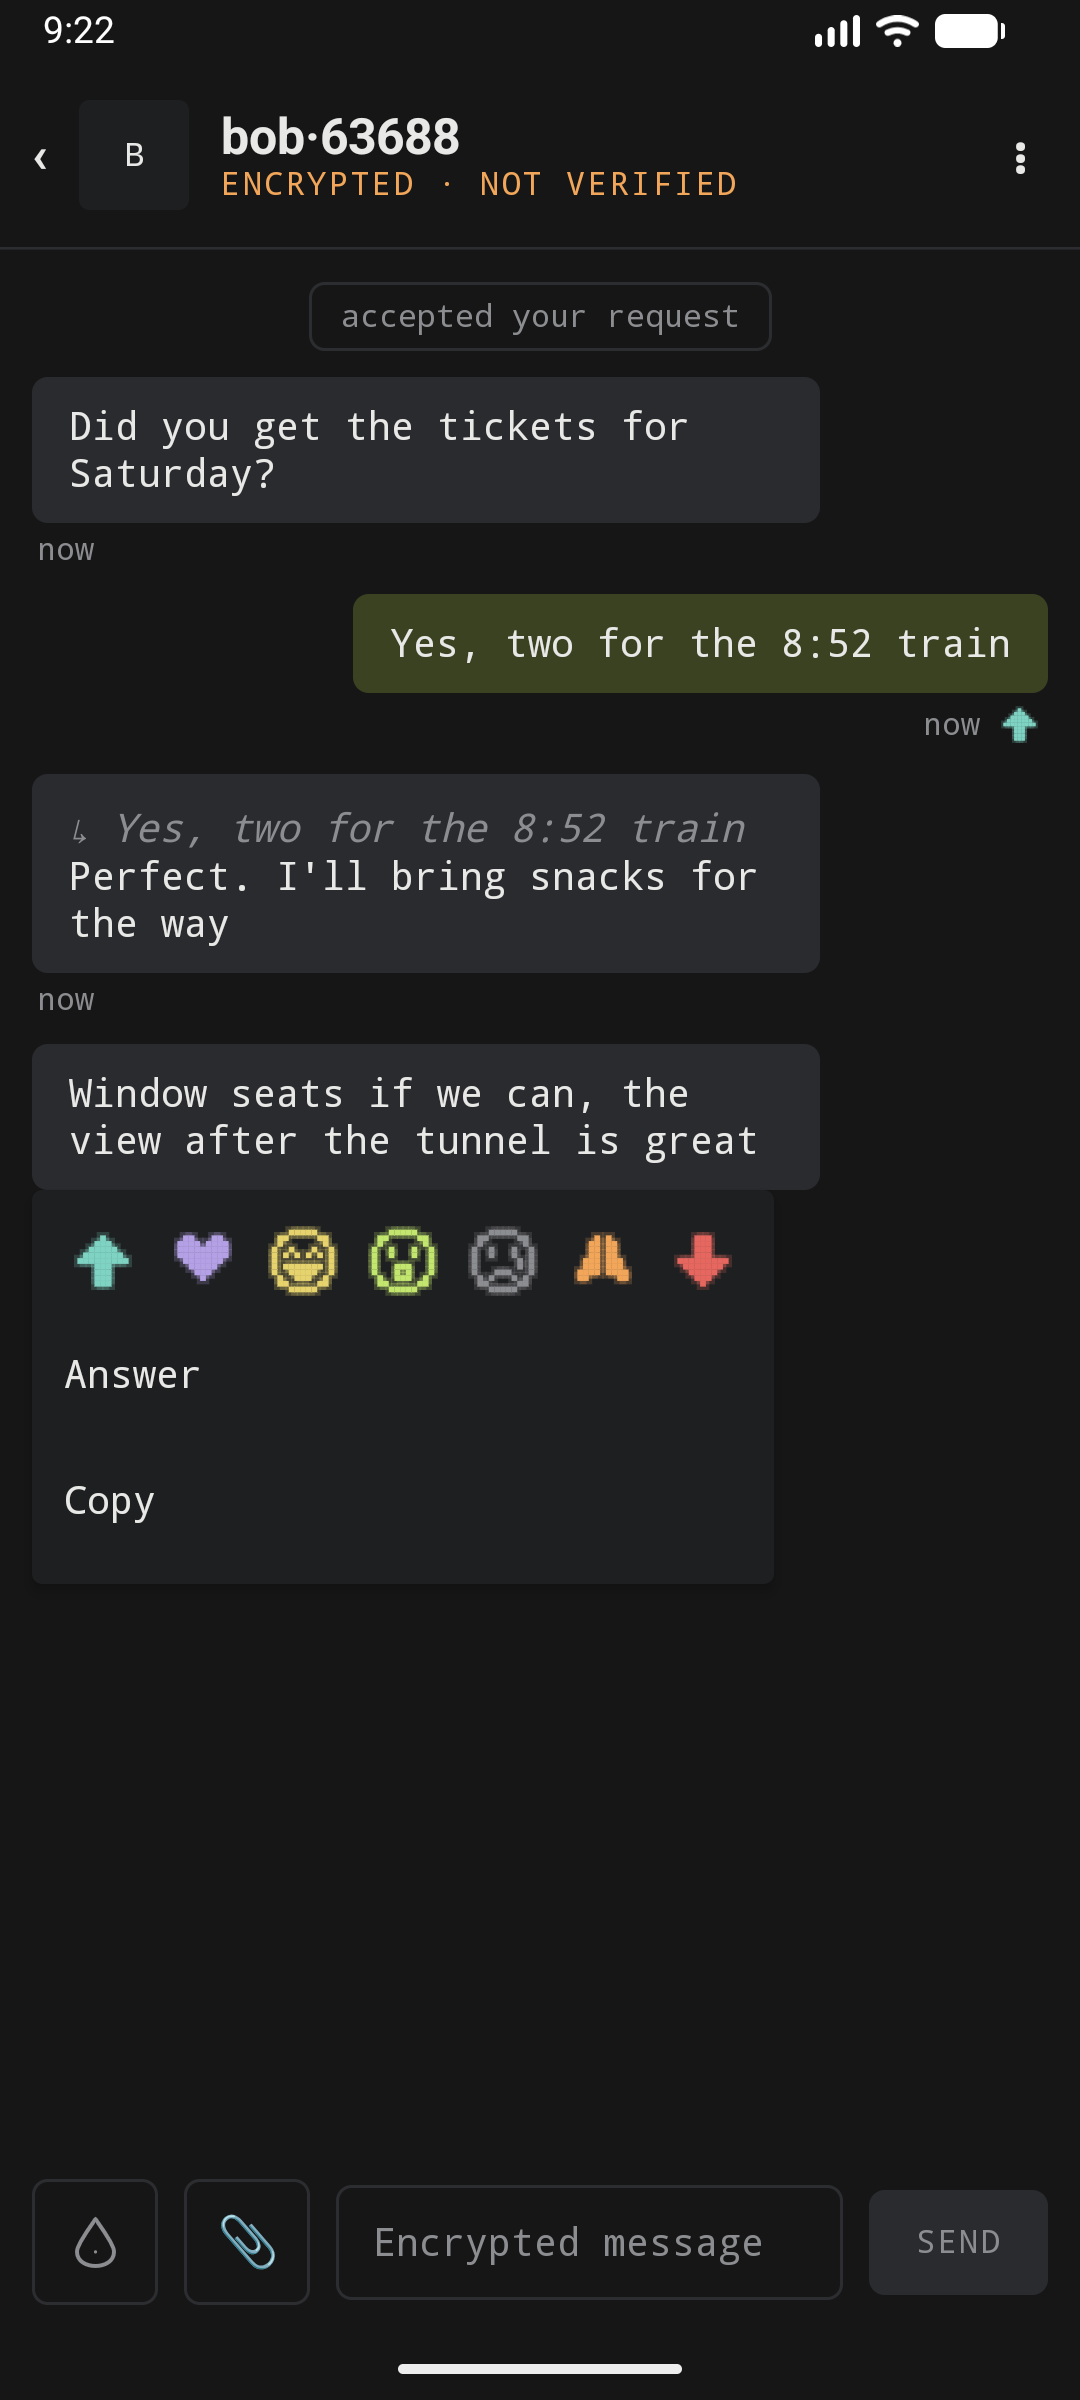 9:22
‹ B bob·63688
ENCRYPTED · NOT VERIFIED
accepted your request
Did you get the tickets for
Saturday?
now
Yes, two for the 8:52 train
now
↳ Yes, two for the 8:52 train
Perfect. I'll bring snacks for
the way
now
Window seats if we can, the
view after the tunnel is great
Answer
Copy
Encrypted message
SEND